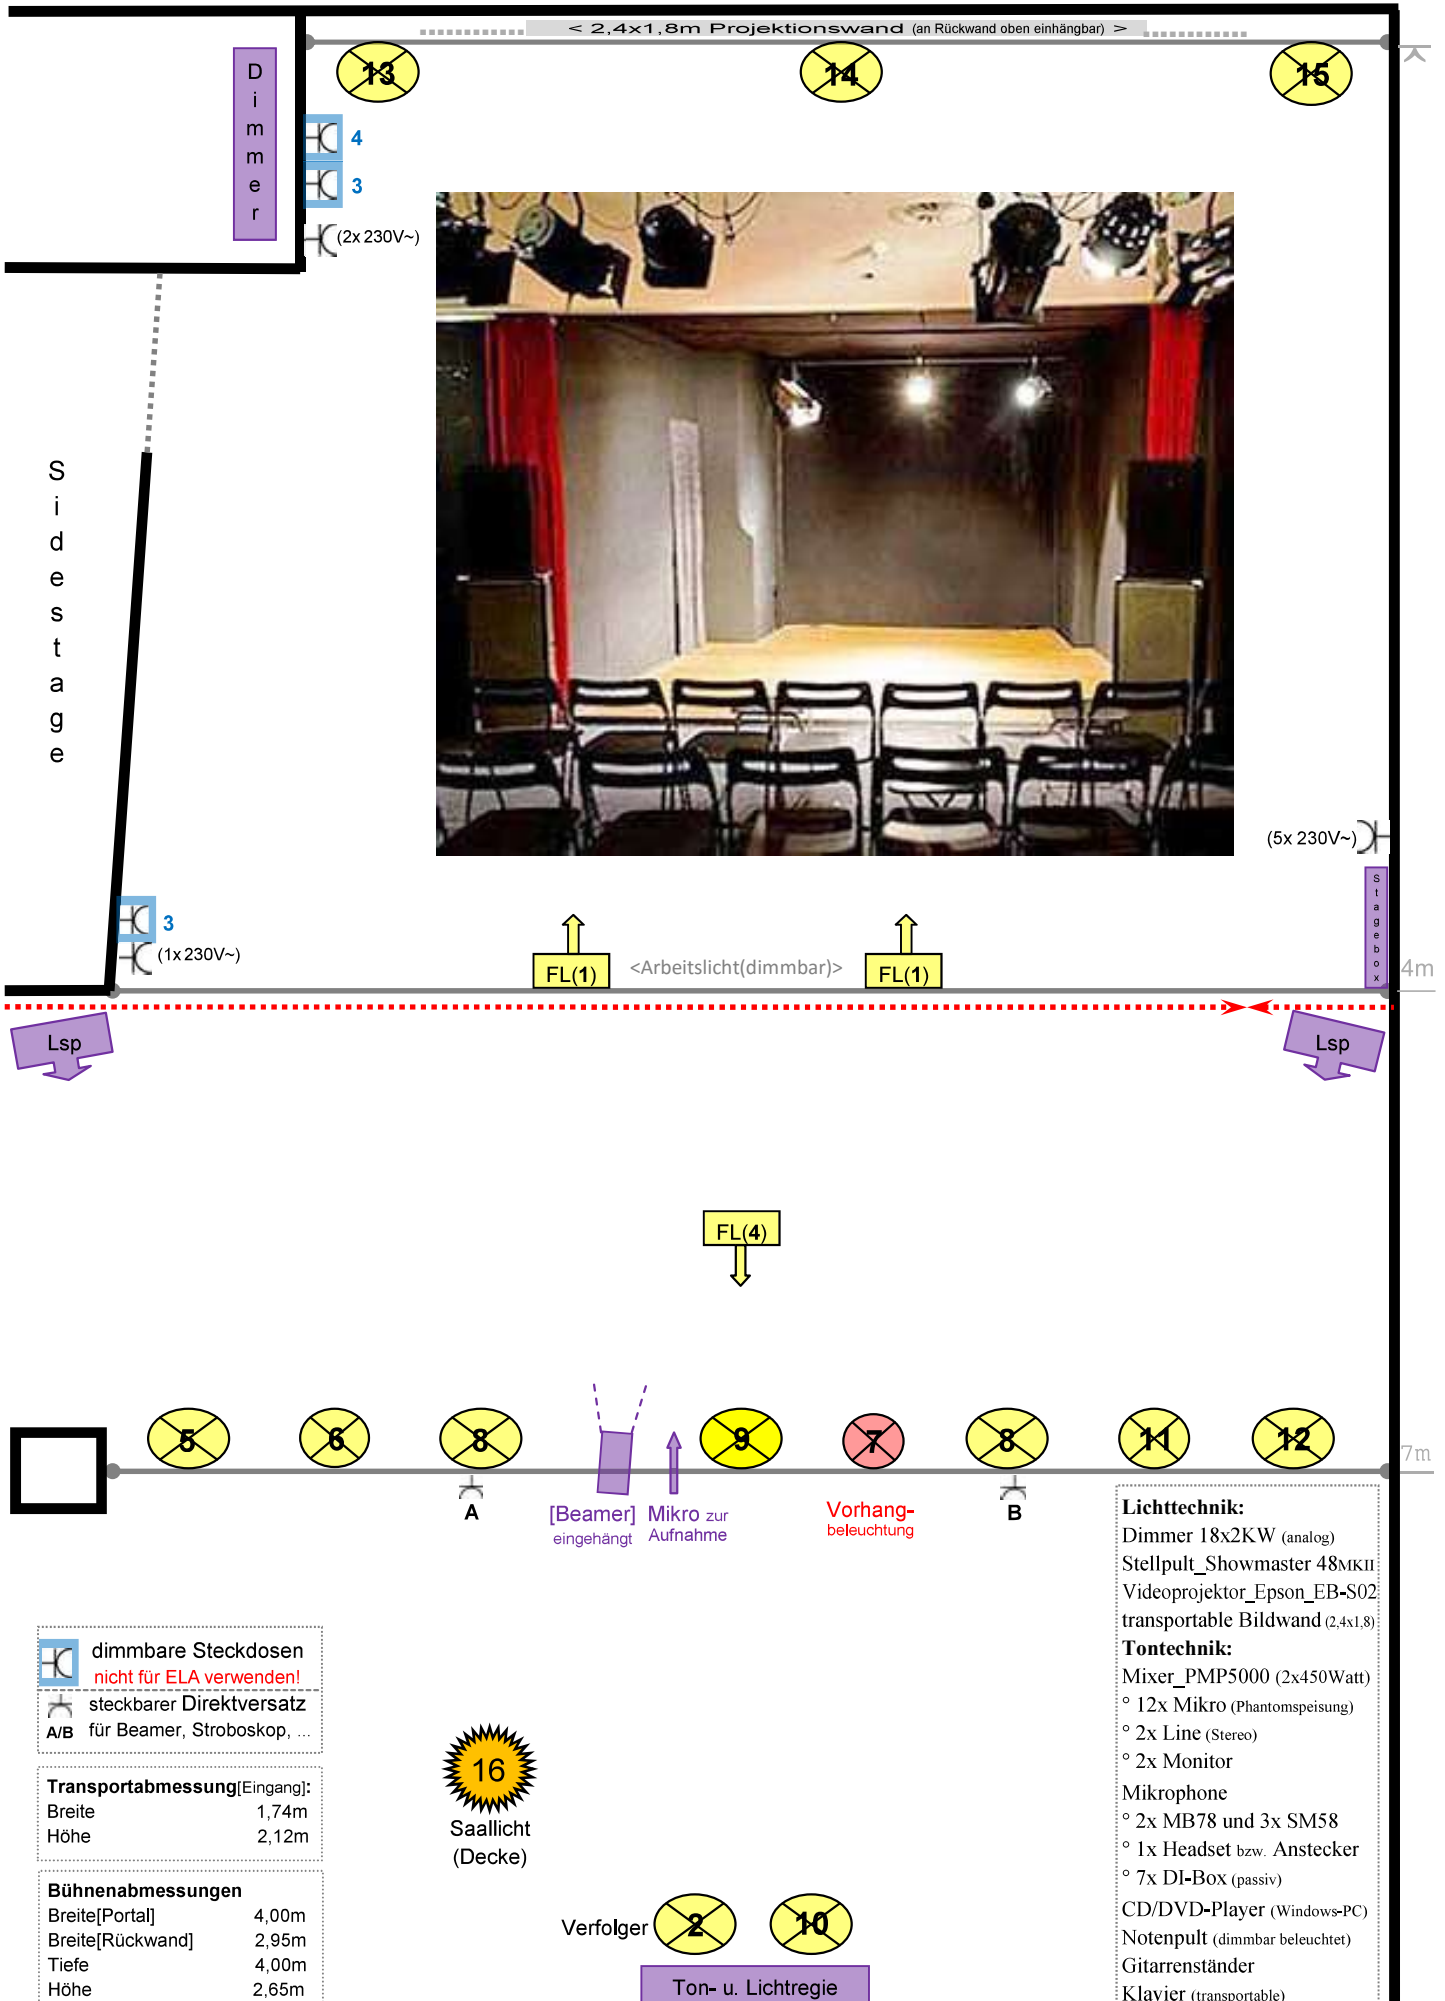 < 2,4x1,8m Projektionswand (an Rückwand oben einhängbar) >
13
14
15
Dimmer
4
3
(2x 230V~)
Sidestage
(5x 230V~)
Stagebox
3
(1x 230V~)
FL(1)
<Arbeitslicht(dimmbar)>
FL(1)
4m
Lsp
Lsp
FL(4)
5
6
8
9
7
8
11
12
7m
A
[Beamer]
eingehängt
Mikro zur
Aufnahme
Vorhang-
beleuchtung
B
Lichttechnik:
Dimmer 18x2KW (analog)
Stellpult_Showmaster 48MKII
Videoprojektor_Epson_EB-S02
transportable Bildwand (2,4x1,8)
Tontechnik:
Mixer_PMP5000 (2x450Watt)
° 12x Mikro (Phantomspeisung)
° 2x Line (Stereo)
° 2x Monitor
Mikrophone
° 2x MB78 und 3x SM58
° 1x Headset bzw. Anstecker
° 7x DI-Box (passiv)
CD/DVD-Player (Windows-PC)
Notenpult (dimmbar beleuchtet)
Gitarrenständer
Klavier (transportable)
dimmbare Steckdosen
nicht für ELA verwenden!
steckbarer Direktversatz
A/B für Beamer, Stroboskop, ...
Transportabmessung[Eingang]:
Breite 1,74m
Höhe 2,12m
Bühnenabmessungen
Breite[Portal] 4,00m
Breite[Rückwand] 2,95m
Tiefe 4,00m
Höhe 2,65m
16
Saallicht
(Decke)
Verfolger 2 10
Ton- u. Lichtregie